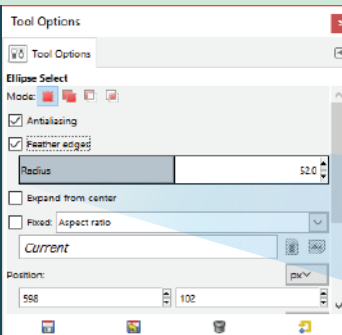 Tool Options
Tool Options
Ellipse Select
Mode:
Antialiasing
Feather edges
Radius 52.0
Expand from center
Fixed: Aspect ratio
Current
Position: px
598 102